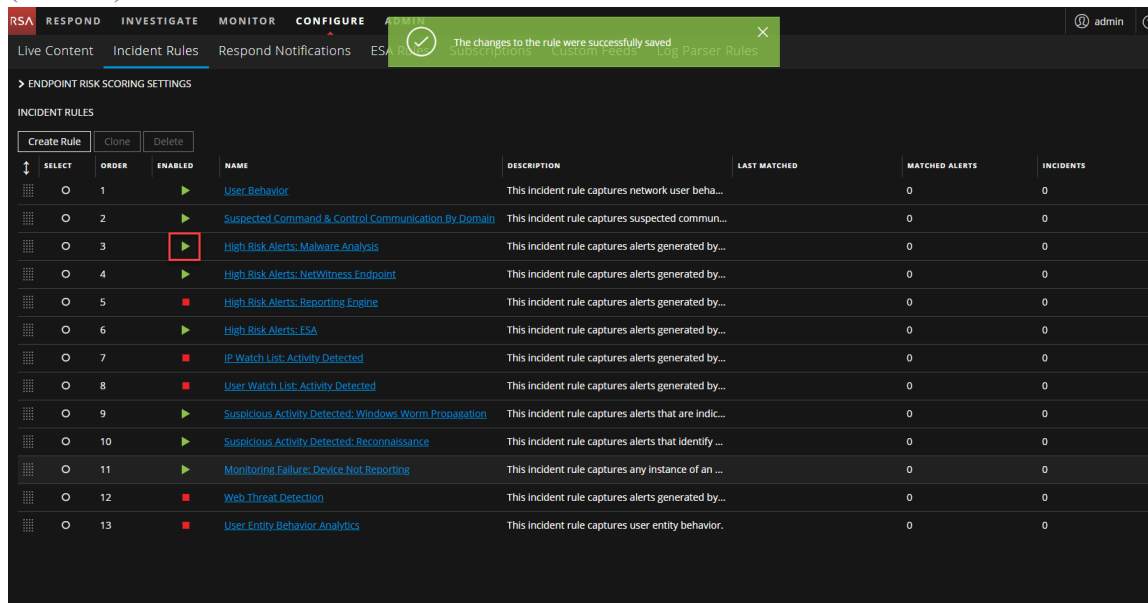 RSA RESPOND INVESTIGATE MONITOR CONFIGURE ADMIN admin
The changes to the rule were successfully saved
Live Content Incident Rules Respond Notifications ESA Rules Subscriptions Custom Feeds Log Parser Rules
ENDPOINT RISK SCORING SETTINGS
INCIDENT RULES
Create Rule Clone Delete
SELECT ORDER ENABLED NAME DESCRIPTION LAST MATCHED MATCHED ALERTS INCIDENTS
1 User Behavior This incident rule captures network user beha... 0 0
2 Suspected Command & Control Communication By Domain This incident rule captures suspected commun... 0 0
3 High Risk Alerts: Malware Analysis This incident rule captures alerts generated by... 0 0
4 High Risk Alerts: NetWitness Endpoint This incident rule captures alerts generated by... 0 0
5 High Risk Alerts: Reporting Engine This incident rule captures alerts generated by... 0 0
6 High Risk Alerts: ESA This incident rule captures alerts generated by... 0 0
7 IP Watch List: Activity Detected This incident rule captures alerts generated by... 0 0
8 User Watch List: Activity Detected This incident rule captures alerts generated by... 0 0
9 Suspicious Activity Detected: Windows Worm Propagation This incident rule captures alerts that are indic... 0 0
10 Suspicious Activity Detected: Reconnaissance This incident rule captures alerts that identify ... 0 0
11 Monitoring Failure: Device Not Reporting This incident rule captures any instance of an ... 0 0
12 Web Threat Detection This incident rule captures alerts generated by... 0 0
13 User Entity Behavior Analytics This incident rule captures user entity behavior. 0 0